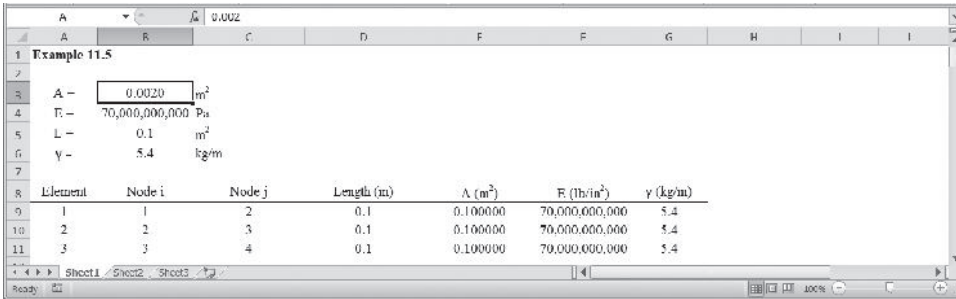 A 0.002
A B C D E F G H I J
1 Example 11.5
2
3 A = 0.0020 m²
4 E = 70,000,000,000 Pa
5 L = 0.1 m²
6 γ = 5.4 kg/m
7
8 Element Node i Node j Length (m) A (m²) E (lb/in²) γ (kg/m)
9 1 1 2 0.1 0.100000 70,000,000,000 5.4
10 2 2 3 0.1 0.100000 70,000,000,000 5.4
11 3 3 4 0.1 0.100000 70,000,000,000 5.4
Sheet1 Sheet2 Sheet3
Ready 100%